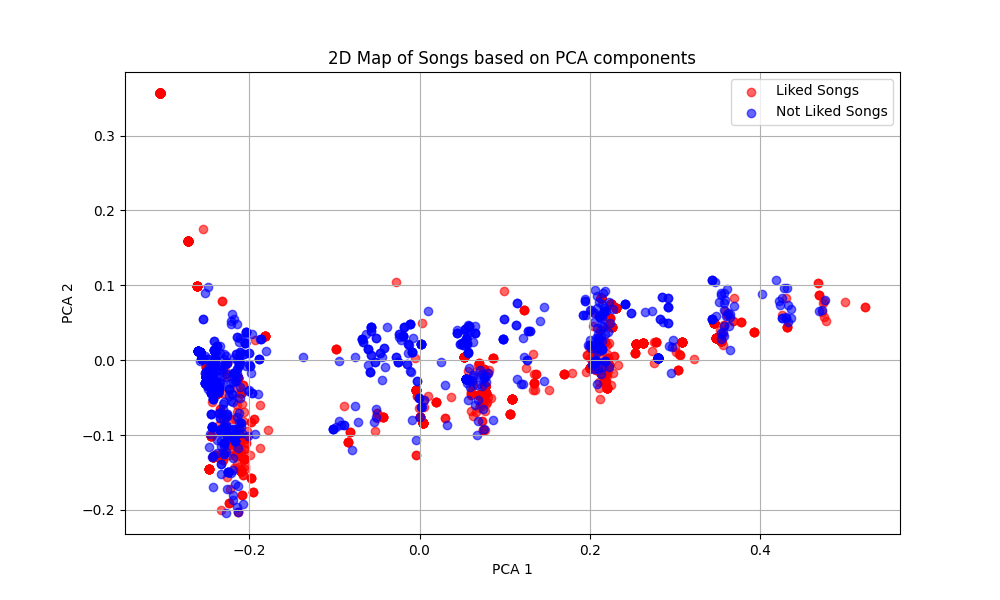 2D Map of Songs based on PCA components
Liked Songs
Not Liked Songs
PCA 2
0.3
0.2
0.1
0.0
−0.1
−0.2
−0.2
0.0
0.2
0.4
PCA 1